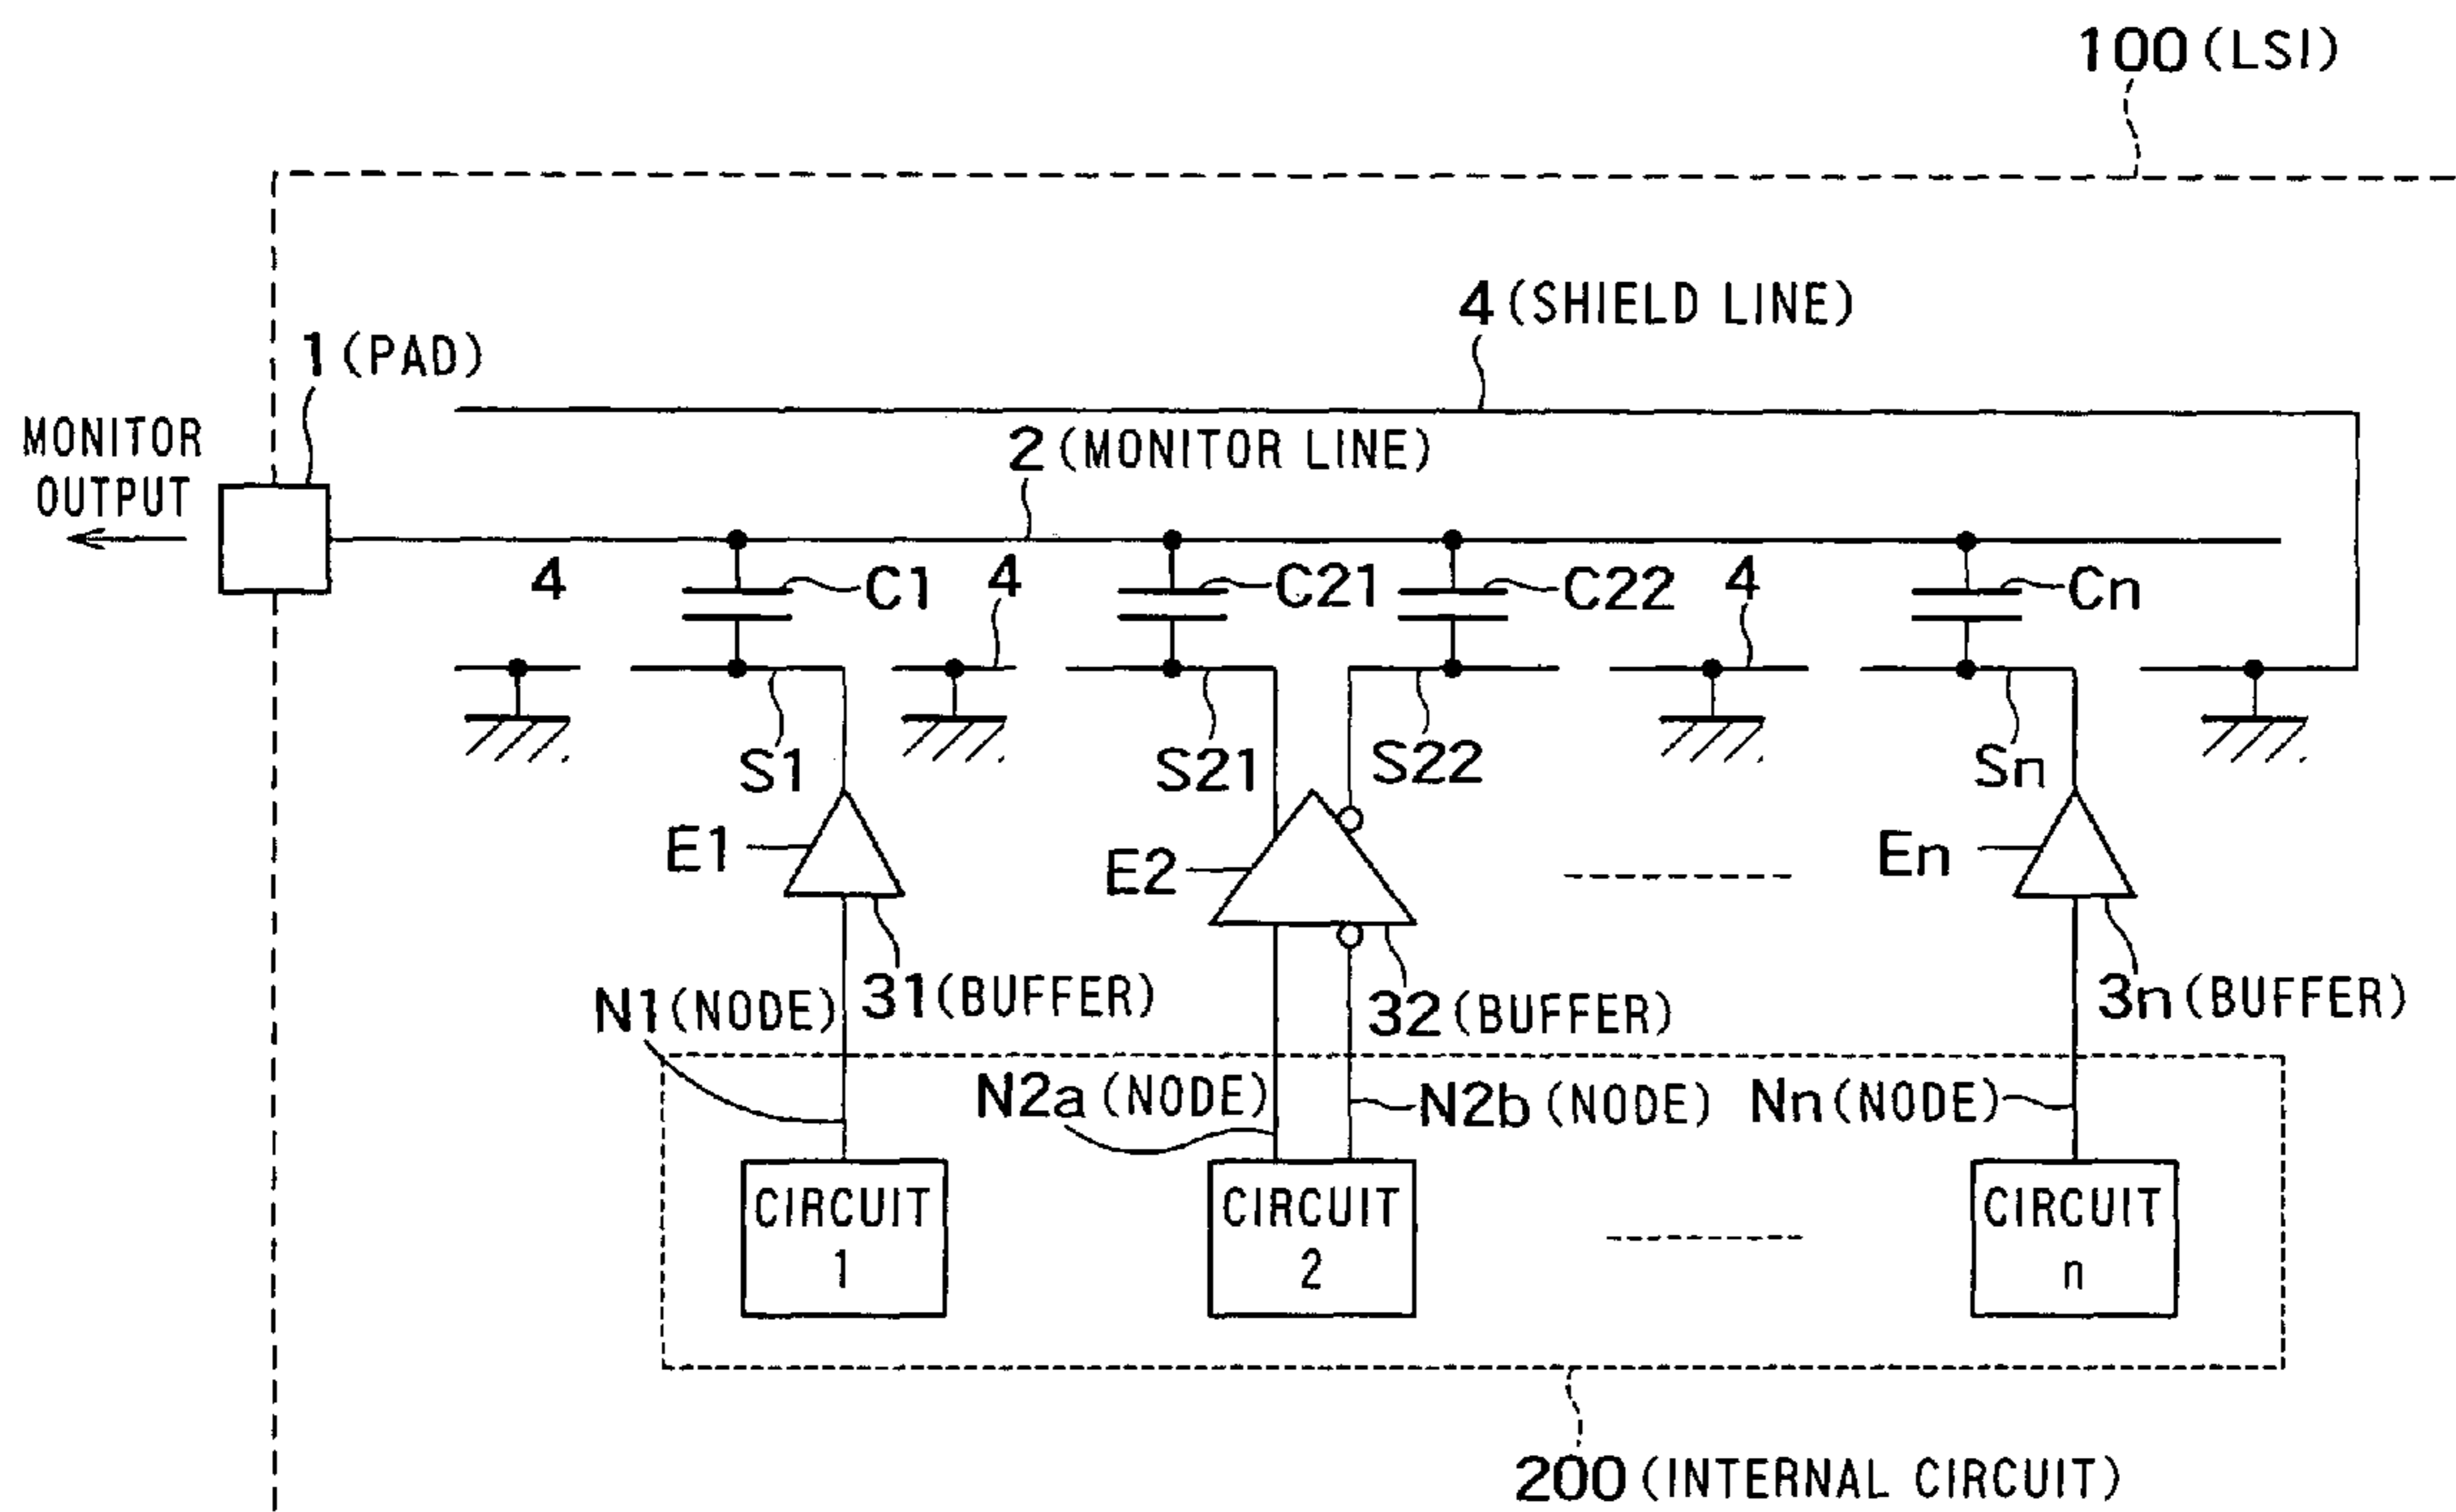 100 (LSI)
4 (SHIELD LINE)
1 (PAD)
MONITOR
OUTPUT
2 (MONITOR LINE)
4
C1
4
C21
C22
4
Cn
S1
S21
S22
Sn
E1
E2
En
N1 (NODE)
31 (BUFFER)
32 (BUFFER)
3n (BUFFER)
N2a (NODE)
N2b (NODE)
Nn (NODE)
CIRCUIT
1
CIRCUIT
2
CIRCUIT
n
200 (INTERNAL CIRCUIT)